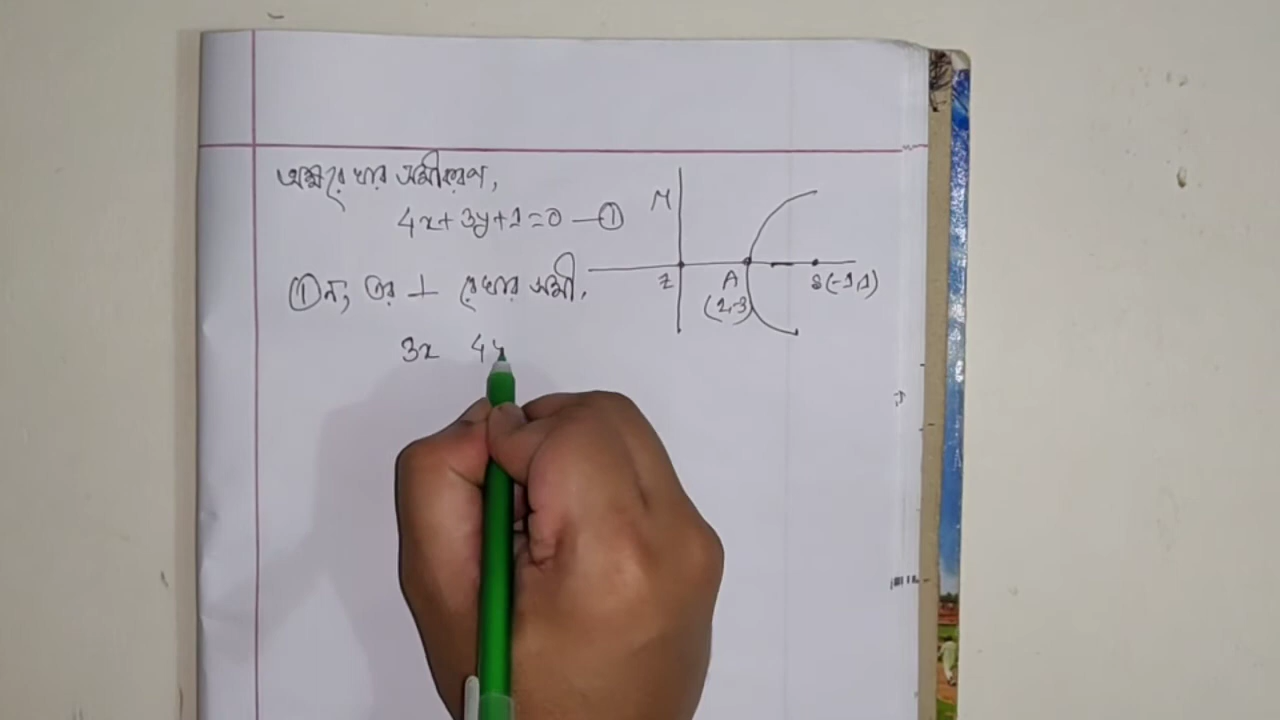 অক্ষরেখার সমীকরণ,
4x+3y+1=0 —①
①নং এর ⊥ রেখার সমী.
3x 4y
M
Z
A
(2,-3)
S(-1,1)